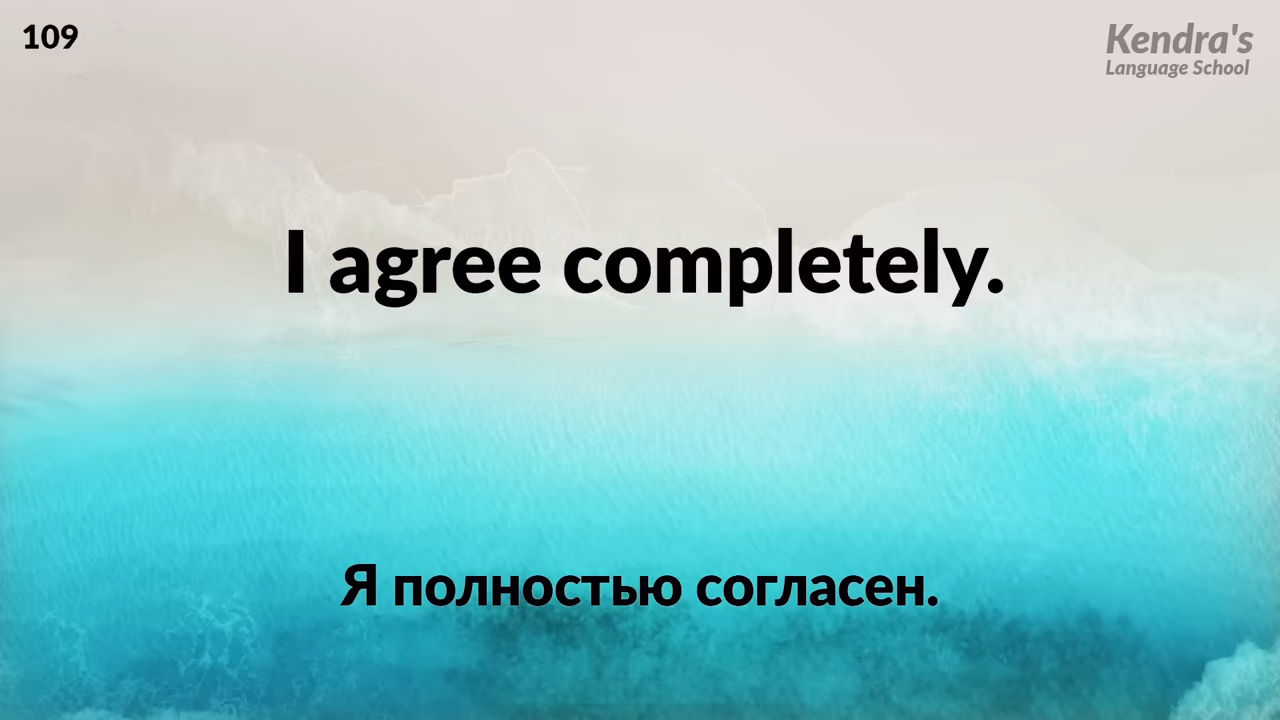 109
Kendra's
Language School
I agree completely.
Я полностью согласен.